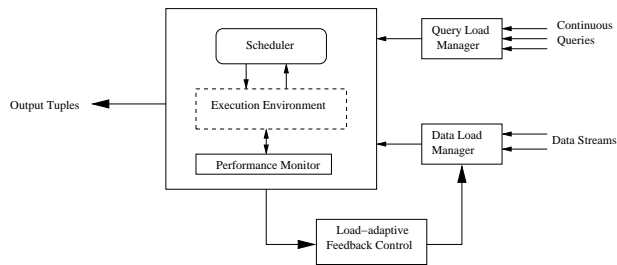 Scheduler
Execution Environment
Performance Monitor
Output Tuples
Query Load
Manager
Continuous
Queries
Data Load
Manager
Data Streams
Load−adaptive
Feedback Control